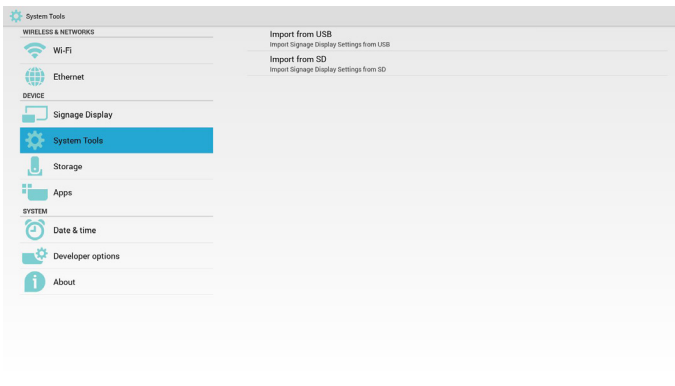 System Tools
WIRELESS & NETWORKS
Wi-Fi
Ethernet
DEVICE
Signage Display
System Tools
Storage
Apps
SYSTEM
Date & time
Developer options
About
Import from USB
Import Signage Display Settings from USB
Import from SD
Import Signage Display Settings from SD